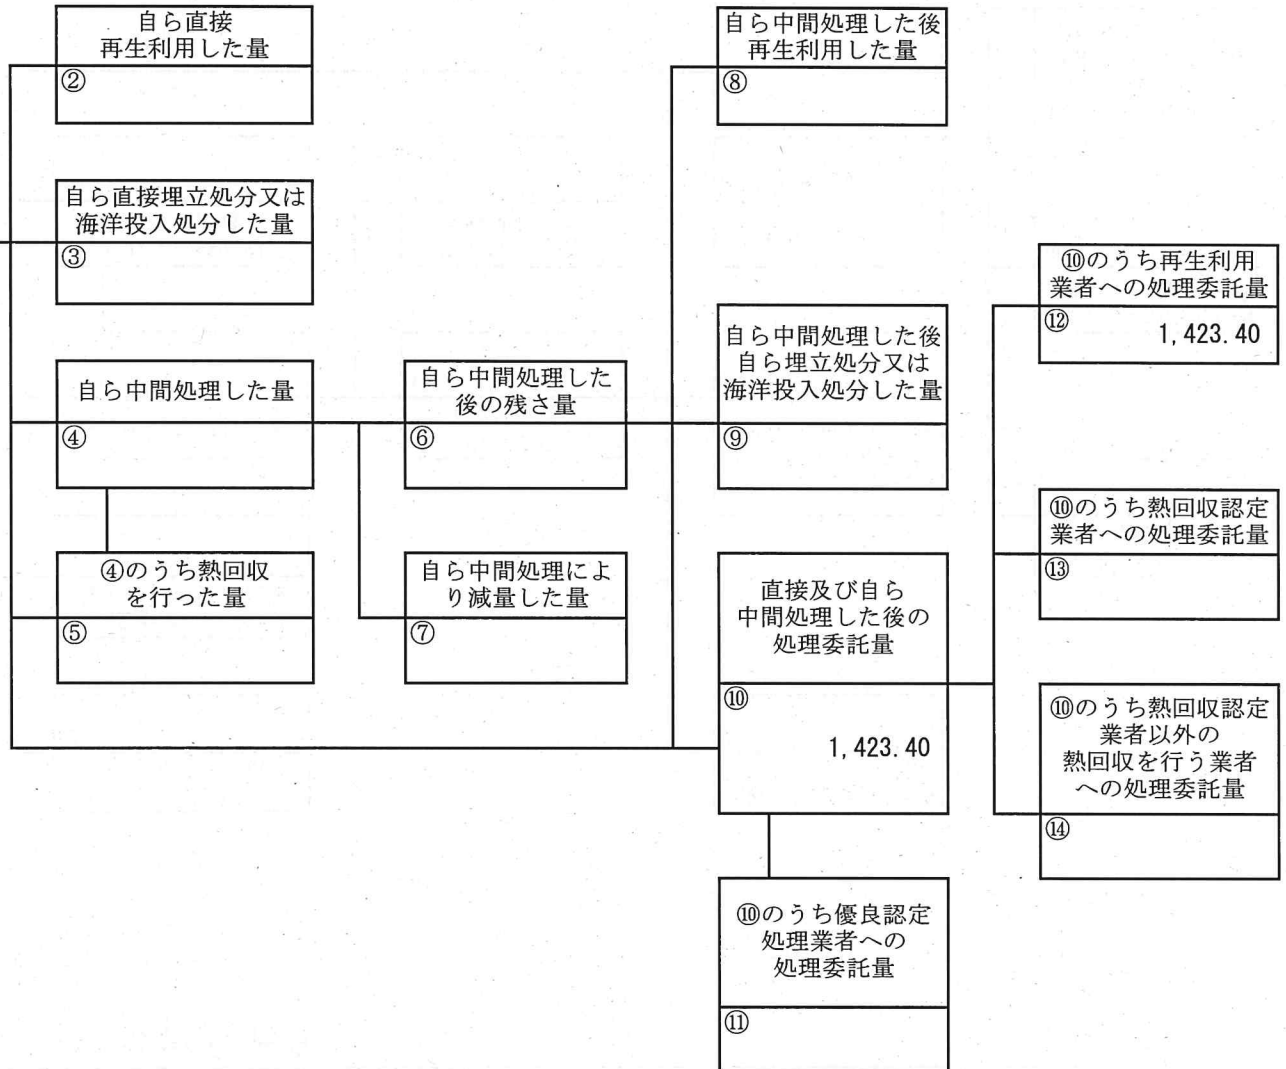 自ら直接
再生利用した量
②
自ら直接埋立処分又は
海洋投入処分した量
③
自ら中間処理した量
④
④のうち熱回収
を行った量
⑤
自ら中間処理した
後の残さ量
⑥
自ら中間処理によ
り減量した量
⑦
自ら中間処理した後
再生利用した量
⑧
自ら中間処理した後
自ら埋立処分又は
海洋投入処分した量
⑨
直接及び自ら
中間処理した後の
処理委託量
⑩
1,423.40
⑩のうち優良認定
処理業者への
処理委託量
⑪
⑩のうち再生利用
業者への処理委託量
⑫
1,423.40
⑩のうち熱回収認定
業者への処理委託量
⑬
⑩のうち熱回収認定
業者以外の
熱回収を行う業者
への処理委託量
⑭